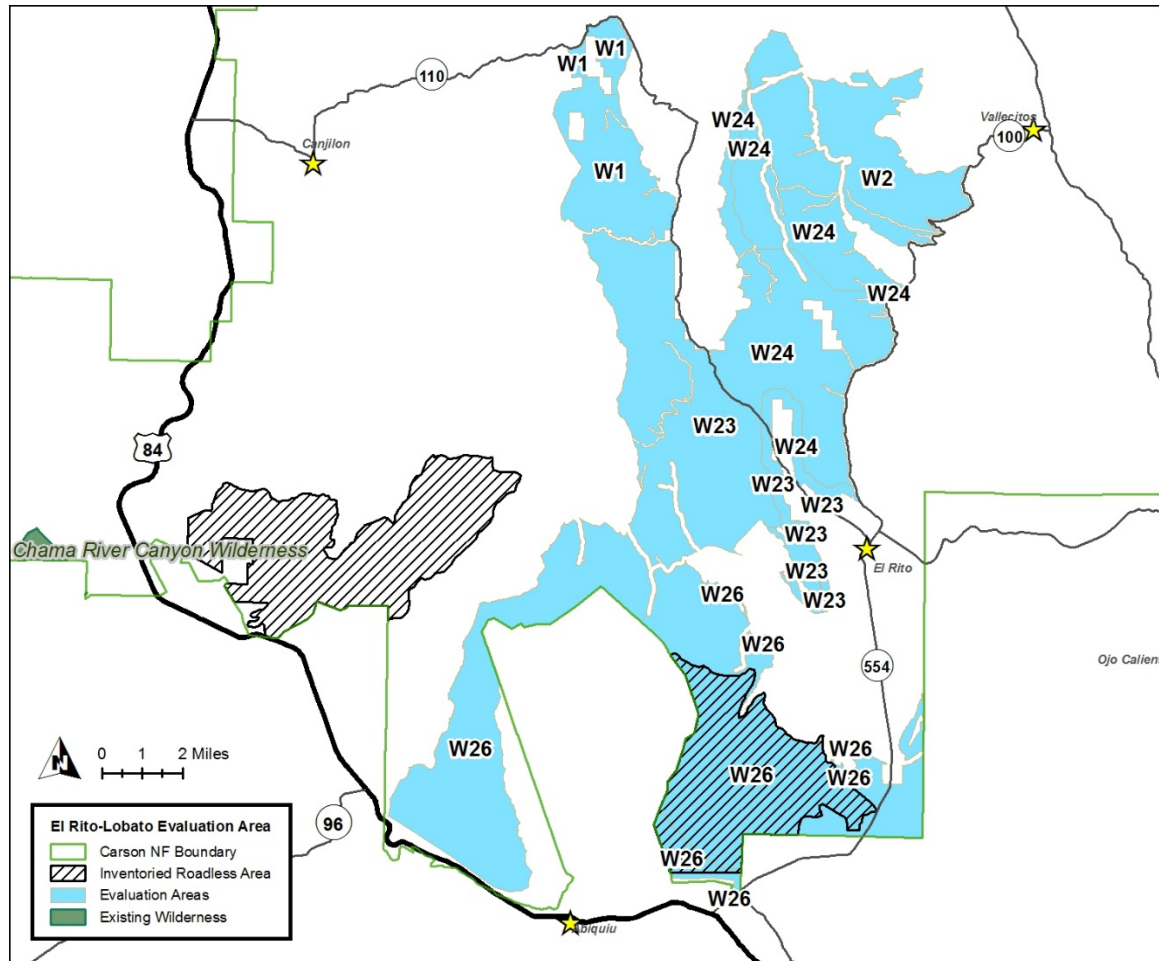 W1
W1
110
W24
Vallecitos
100
Canjilon
W24
W1
W2
W24
W24
W24
W23
W24
84
W23
W23
W23
Chama River Canyon Wilderness
El Rito
W23
W26
W23
W26
554
Ojo Calient
N
0 1 2 Miles
W26
W26
W26
W26
El Rito-Lobato Evaluation Area
Carson NF Boundary
Inventoried Roadless Area
Evaluation Areas
Existing Wilderness
96
W26
W26
Abiquiu